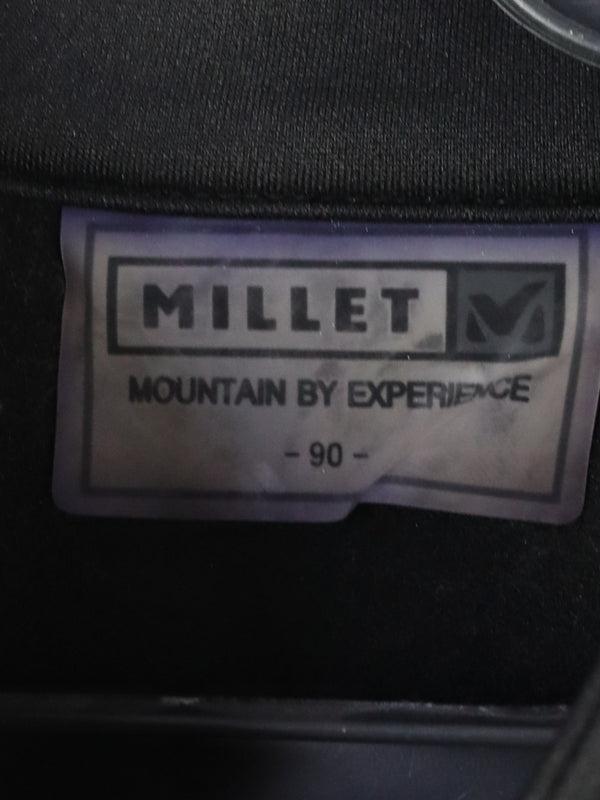 MILLET
MOUNTAIN BY EXPERIENCE
- 90 -